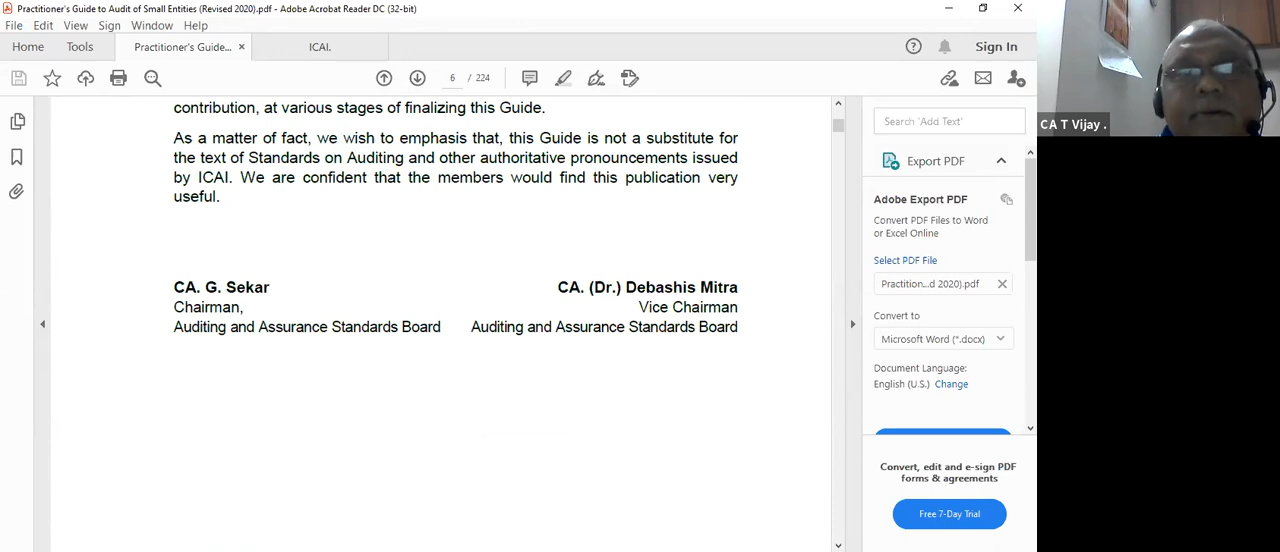 Practitioner's Guide to Audit of Small Entities (Revised 2020).pdf - Adobe Acrobat Reader DC (32-bit)
File Edit View Sign Window Help
Home Tools Practitioner's Guide... × ICAI. Sign In
6 / 224
contribution, at various stages of finalizing this Guide.
As a matter of fact, we wish to emphasis that, this Guide is not a substitute for
the text of Standards on Auditing and other authoritative pronouncements issued
by ICAI. We are confident that the members would find this publication very
useful.
CA. G. Sekar CA. (Dr.) Debashis Mitra
Chairman, Vice Chairman
Auditing and Assurance Standards Board Auditing and Assurance Standards Board
Search 'Add Text'
Export PDF
Adobe Export PDF
Convert PDF Files to Word
or Excel Online
Select PDF File
Practition...d 2020).pdf
Convert to
Microsoft Word (*.docx)
Document Language:
English (U.S.) Change
Convert, edit and e-sign PDF
forms & agreements
Free 7-Day Trial
CA T Vijay .